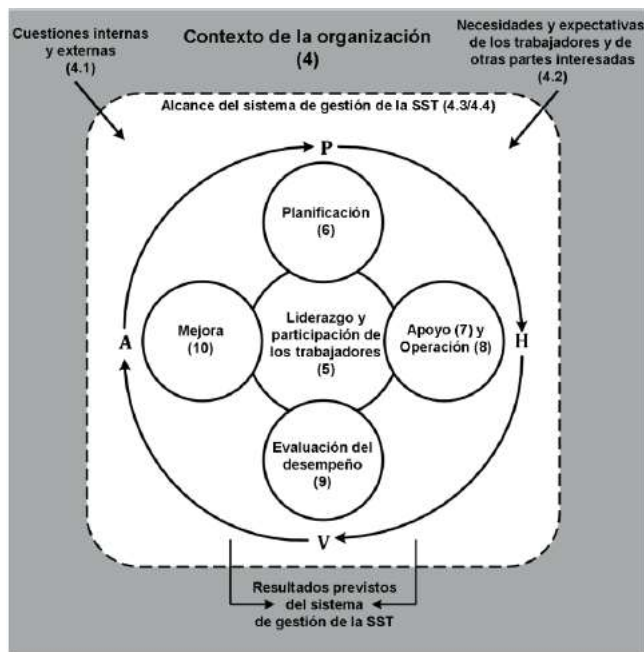 Cuestiones internas
y externas
(4.1)
Contexto de la organización
(4)
Necesidades y expectativas
de los trabajadores y de
otras partes interesadas
(4.2)
Alcance del sistema de gestión de la SST (4.3/4.4)
P
Planificación
(6)
A
Mejora
(10)
Liderazgo y
participación de
los trabajadores
(5)
Apoyo (7) y
Operación (8)
H
Evaluación del
desempeño
(9)
V
Resultados previstos
del sistema
de gestión de la SST